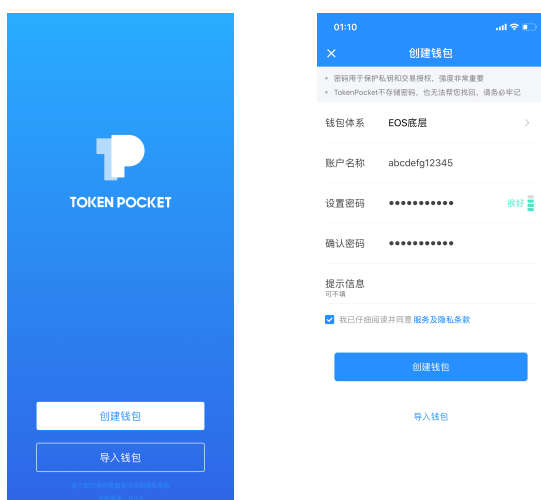 TOKEN POCKET
创建钱包
导入钱包
01:10
创建钱包
密码用于保护私钥和交易授权，强度非常重要
TokenPocket不存储密码，也无法帮您找回，请务必牢记
钱包体系 EOS底层
账户名称 abcdefg12345
设置密码 ●●●●●●●●●●● 很好
确认密码 ●●●●●●●●●●●
提示信息
可不填
我已仔细阅读并同意 服务及隐私条款
创建钱包
导入钱包